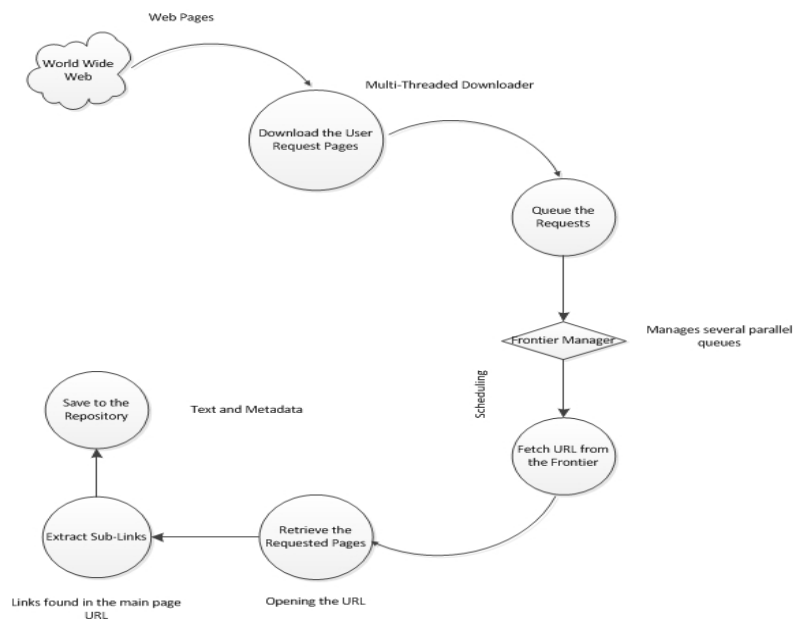 Web Pages
World Wide
Web
Multi-Threaded Downloader
Download the User
Request Pages
Queue the
Requests
Frontier Manager
Manages several parallel
queues
Scheduling
Fetch URL from
the Frontier
Save to the
Repository
Text and Metadata
Extract Sub-Links
Retrieve the
Requested Pages
Links found in the main page
URL
Opening the URL